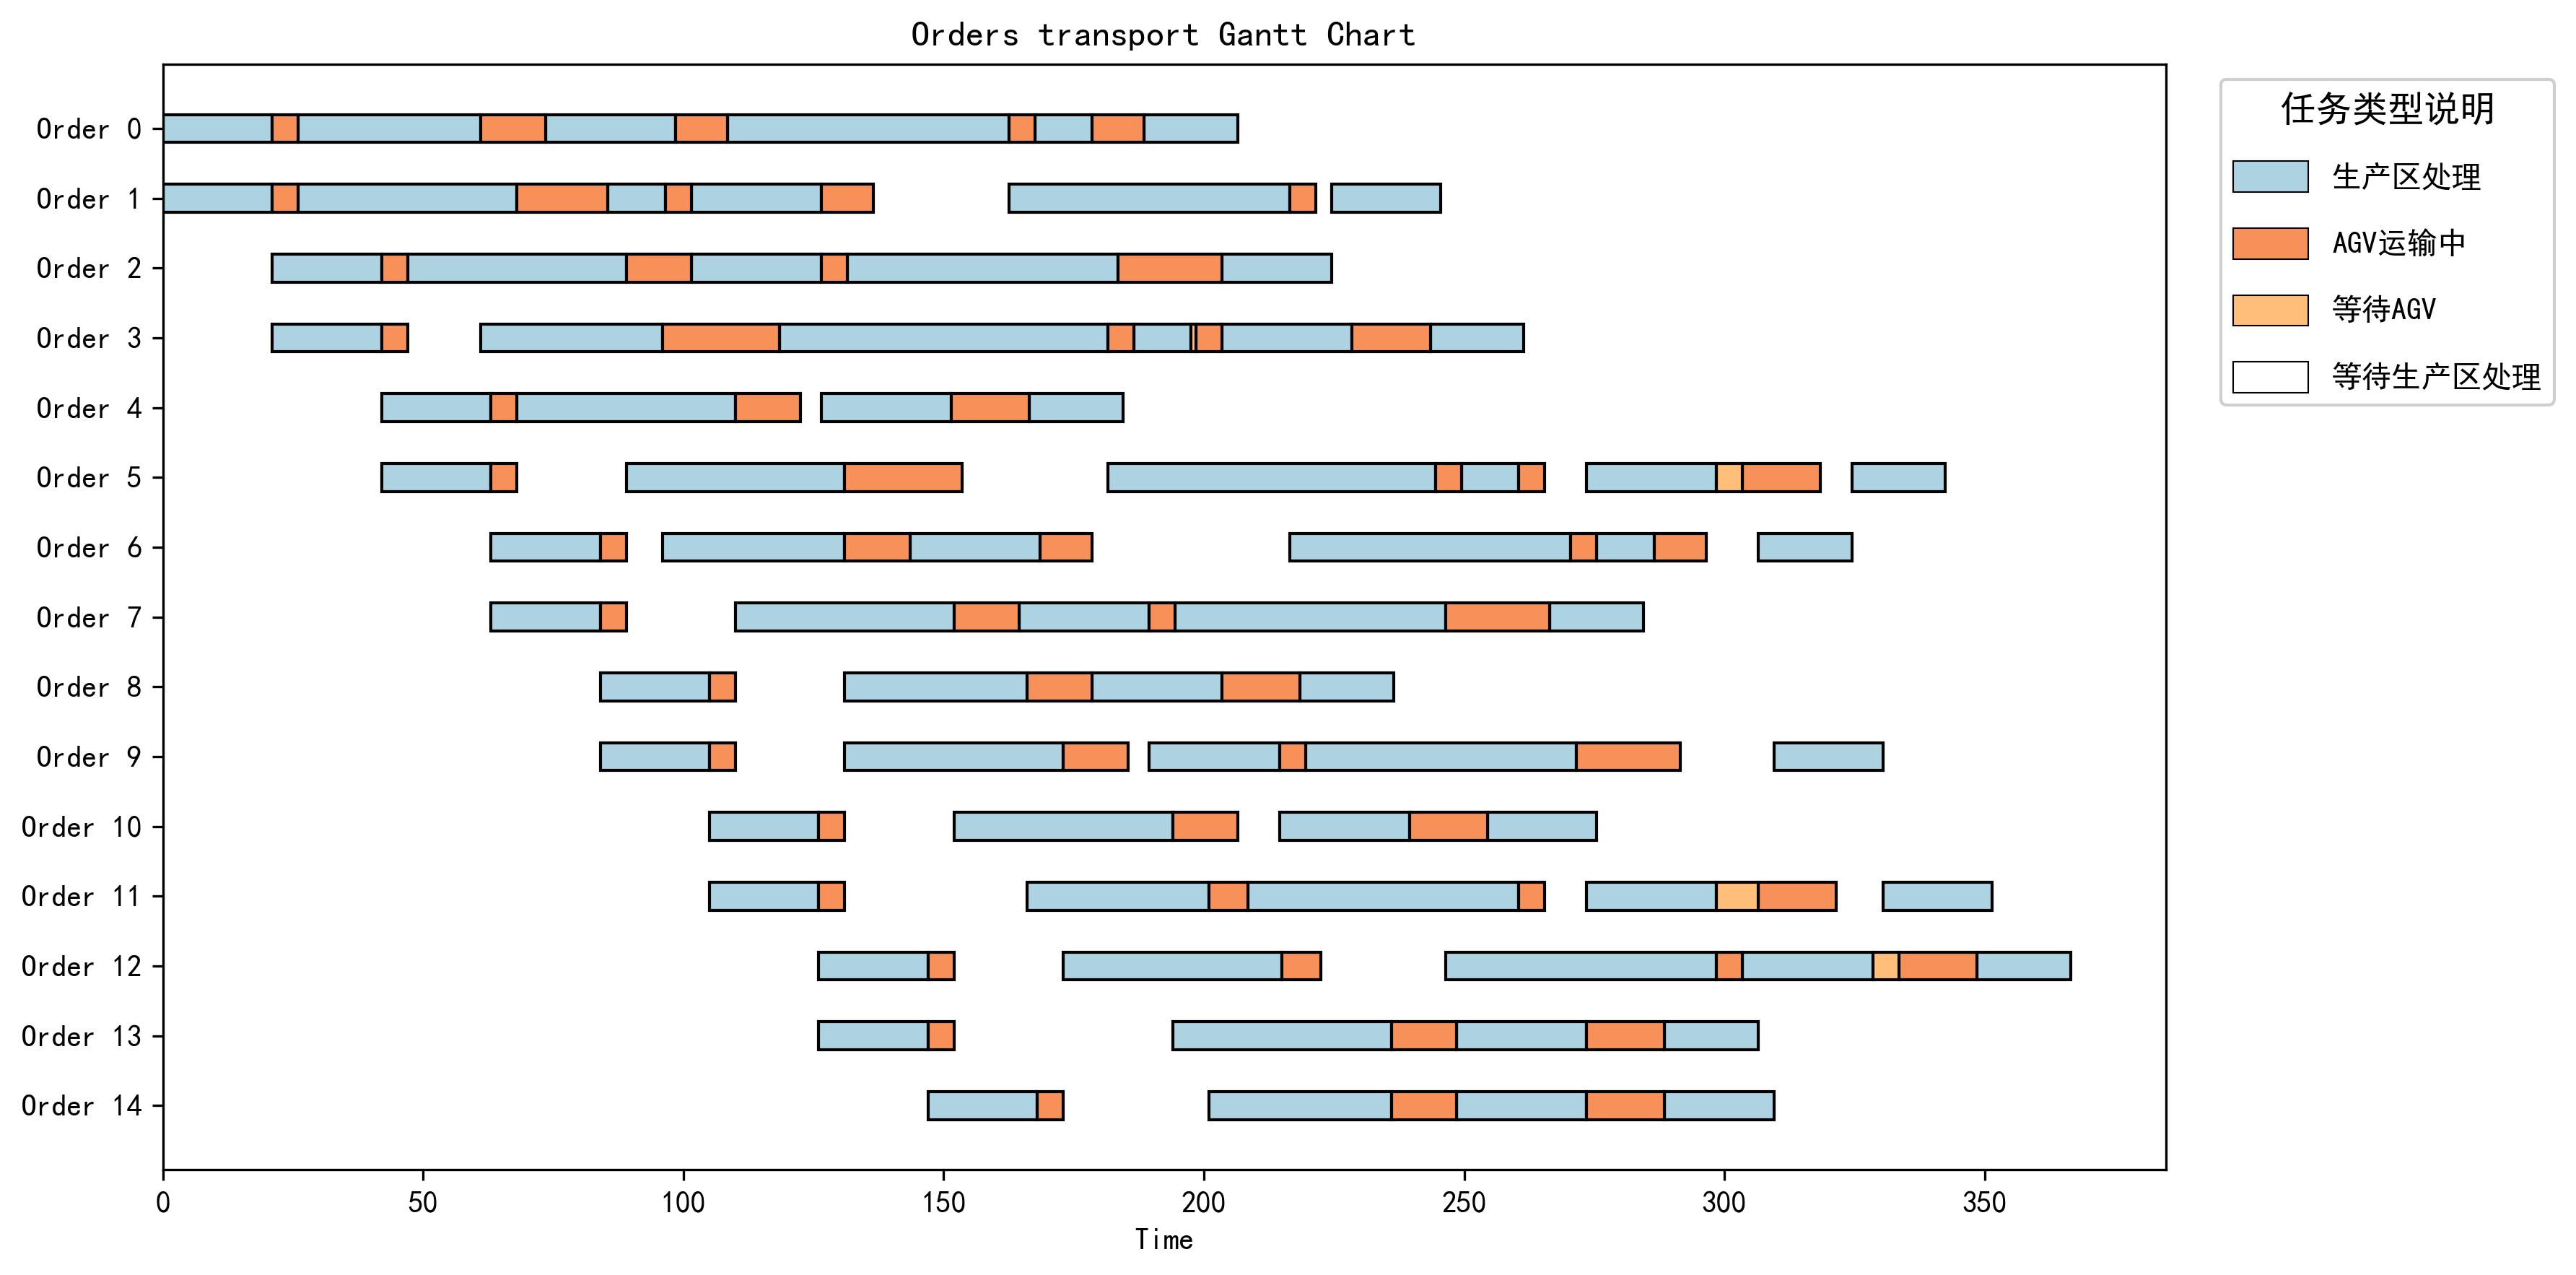 Orders transport Gantt Chart
Order 0
Order 1
Order 2
Order 3
Order 4
Order 5
Order 6
Order 7
Order 8
Order 9
Order 10
Order 11
Order 12
Order 13
Order 14
0 50 100 150 200 250 300 350
Time
任务类型说明
生产区处理
AGV运输中
等待AGV
等待生产区处理